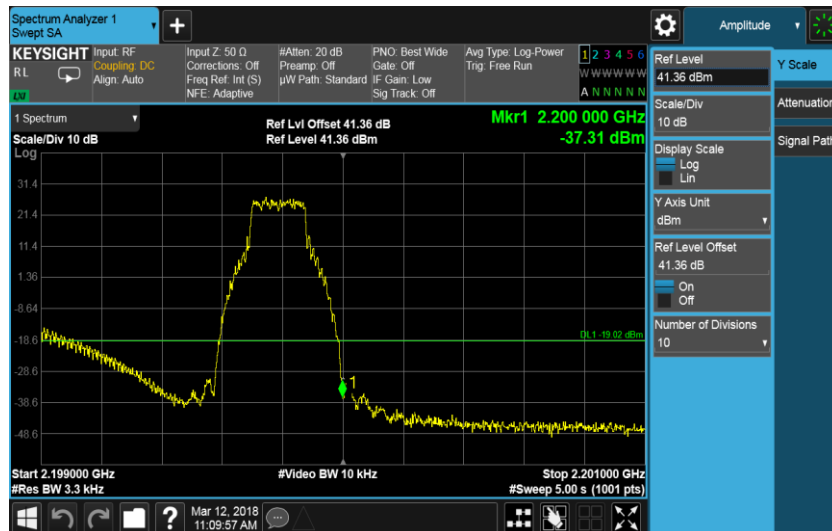 Spectrum Analyzer 1
Swept SA
Amplitude
KEYSIGHT
RL
LXI
Input: RF
Coupling: DC
Align: Auto
Input Z: 50 Ω
Corrections: Off
Freq Ref: Int (S)
NFE: Adaptive
#Atten: 20 dB
Preamp: Off
µW Path: Standard
PNO: Best Wide
Gate: Off
IF Gain: Low
Sig Track: Off
Avg Type: Log-Power
Trig: Free Run
1 2 3 4 5 6
W W W W W W
A N N N N N
1 Spectrum
Scale/Div 10 dB
Log
Ref Lvl Offset 41.36 dB
Ref Level 41.36 dBm
Mkr1 2.200 000 GHz
-37.31 dBm
31.4
21.4
11.4
1.36
-8.64
-18.6
-28.6
-38.6
-48.6
DL1 -19.02 dBm
1
Start 2.199000 GHz
#Res BW 3.3 kHz
#Video BW 10 kHz
Stop 2.201000 GHz
#Sweep 5.00 s (1001 pts)
Ref Level
41.36 dBm
Scale/Div
10 dB
Display Scale
Log
Lin
Y Axis Unit
dBm
Ref Level Offset
41.36 dB
On
Off
Number of Divisions
10
Y Scale
Attenuation
Signal Path
?
Mar 12, 2018
11:09:57 AM